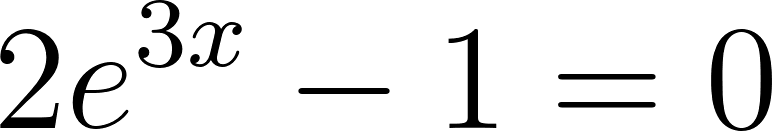 2e^{3x} − 1 = 0